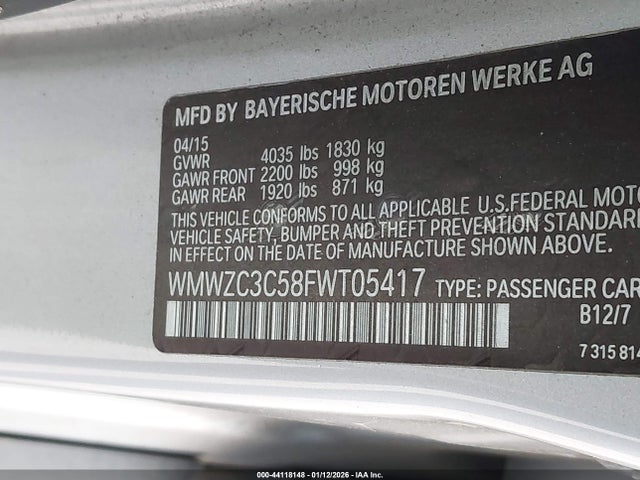 MFD BY BAYERISCHE MOTOREN WERKE AG
04/15
GVWR 4035 lbs 1830 kg
GAWR FRONT 2200 lbs 998 kg
GAWR REAR 1920 lbs 871 kg
THIS VEHICLE CONFORMS TO ALL APPLICABLE U.S.FEDERAL MOTO
VEHICLE SAFETY, BUMPER AND THEFT PREVENTION STANDARD
IN EFFECT ON THE DATE OF MANUFACTURE SHOWN ABOVE.
WMWZC3C58FWT05417 TYPE: PASSENGER CAR
B12/7
7 315 814
000-44118148 - 01/12/2026 - IAA Inc.